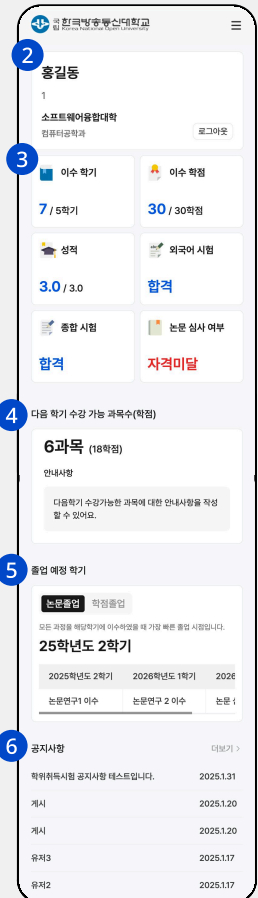 국립 한국방송통신대학교
Korea National Open University
2
홍길동
1
소프트웨어융합대학
컴퓨터공학과
로그아웃
3
이수 학기
7 / 5학기
이수 학점
30 / 30학점
성적
3.0 / 3.0
외국어 시험
합격
종합 시험
합격
논문 심사 여부
자격미달
4
다음 학기 수강 가능 과목수(학점)
6과목 (18학점)
안내사항
다음학기 수강가능한 과목에 대한 안내사항을 작성
할 수 있어요.
5
졸업 예정 학기
논문졸업 학점졸업
모든 과정을 해당학기에 이수하였을 때 가장 빠른 졸업 시점입니다.
25학년도 2학기
2025학년도 2학기 2026학년도 1학기 2026
논문연구1 이수 논문연구 2 이수 논문
6
공지사항 더보기 >
학위취득시험 공지사항 테스트입니다. 2025.1.31
게시 2025.1.20
게시 2025.1.20
유저3 2025.1.17
유저2 2025.1.17